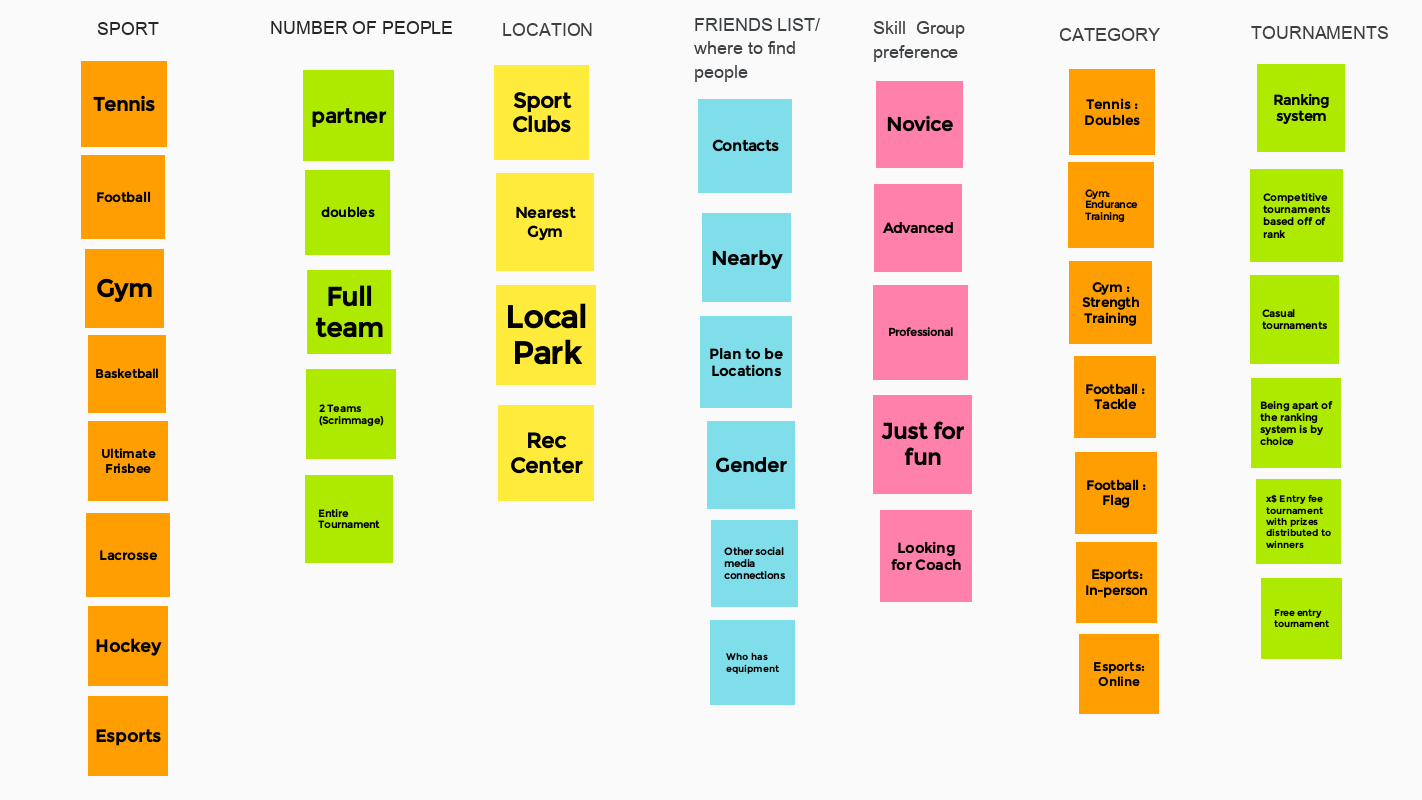 SPORT
Tennis
Football
Gym
Basketball
Ultimate
Frisbee
Lacrosse
Hockey
Esports
NUMBER OF PEOPLE
partner
doubles
Full
team
2 Teams
(Scrimmage)
Entire
Tournament
LOCATION
Sport
Clubs
Nearest
Gym
Local
Park
Rec
Center
FRIENDS LIST/
where to find
people
Contacts
Nearby
Plan to be
Locations
Gender
Other social
media
connections
Who has
equipment
Skill Group
preference
Novice
Advanced
Professional
Just for
fun
Looking
for Coach
CATEGORY
Tennis :
Doubles
Gym:
Endurance
Training
Gym :
Strength
Training
Football :
Tackle
Football :
Flag
Esports:
In-person
Esports:
Online
TOURNAMENTS
Ranking
system
Competitive
tournaments
based off of
rank
Casual
tournaments
Being apart of
the ranking
system is by
choice
x$ Entry fee
tournament
with prizes
distributed to
winners
Free entry
tournament